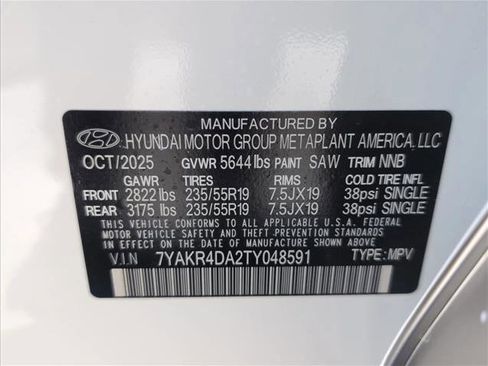 MANUFACTURED BY
HYUNDAI MOTOR GROUP METAPLANT AMERICA, LLC
OCT/2025 GVWR 5644 lbs PAINT SAW TRIM NNB
GAWR TIRES RIMS COLD TIRE INFL
FRONT 2822 lbs 235/55R19 7.5JX19 38psi SINGLE
REAR 3175 lbs 235/55R19 7.5JX19 38psi SINGLE
THIS VEHICLE CONFORMS TO ALL APPLICABLE FEDERAL
MOTOR VEHICLE SAFETY AND THEFT PREVENTION STANDARDS
IN EFFECT ON THE DATE OF MANUFACTURE SHOWN ABOVE.
V.I.N 7YAKR4DA2TY048591 TYPE : MPV